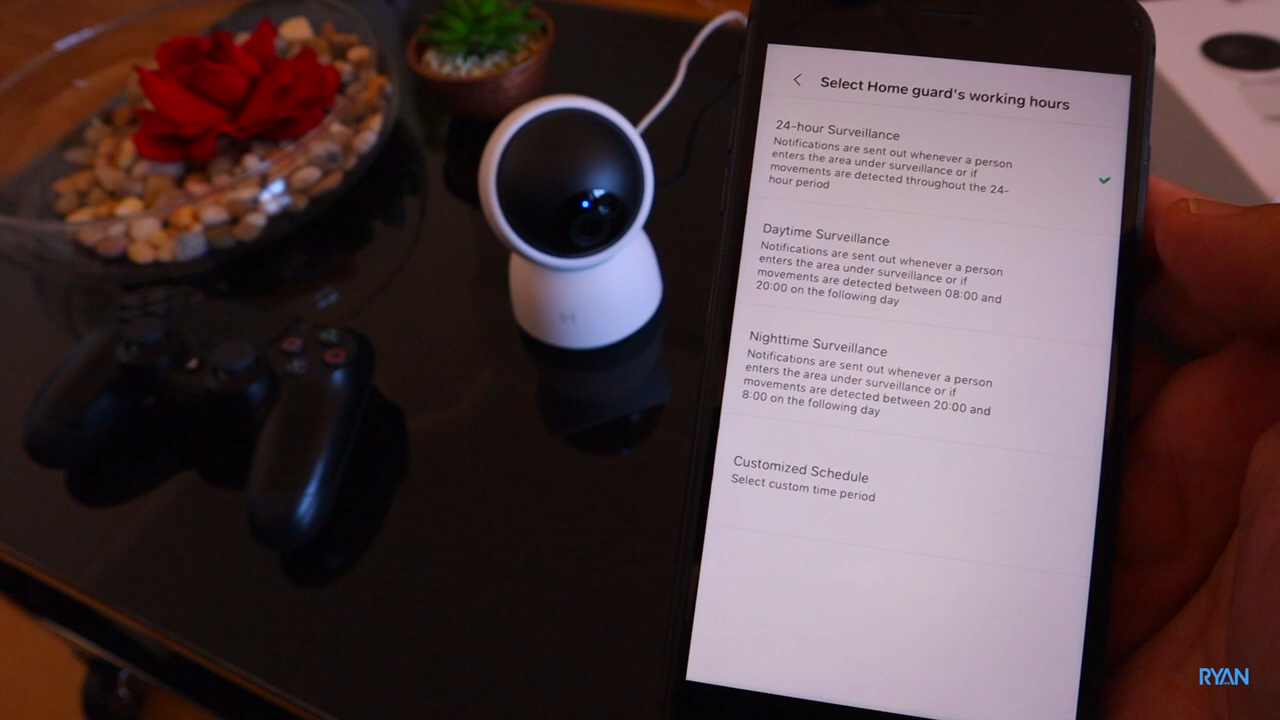 Select Home guard's working hours
24-hour Surveillance
Notifications are sent out whenever a person
enters the area under surveillance or if
movements are detected throughout the 24-
hour period
Daytime Surveillance
Notifications are sent out whenever a person
enters the area under surveillance or if
movements are detected between 08:00 and
20:00 on the following day
Nighttime Surveillance
Notifications are sent out whenever a person
enters the area under surveillance or if
movements are detected between 20:00 and
8:00 on the following day
Customized Schedule
Select custom time period
RYAN